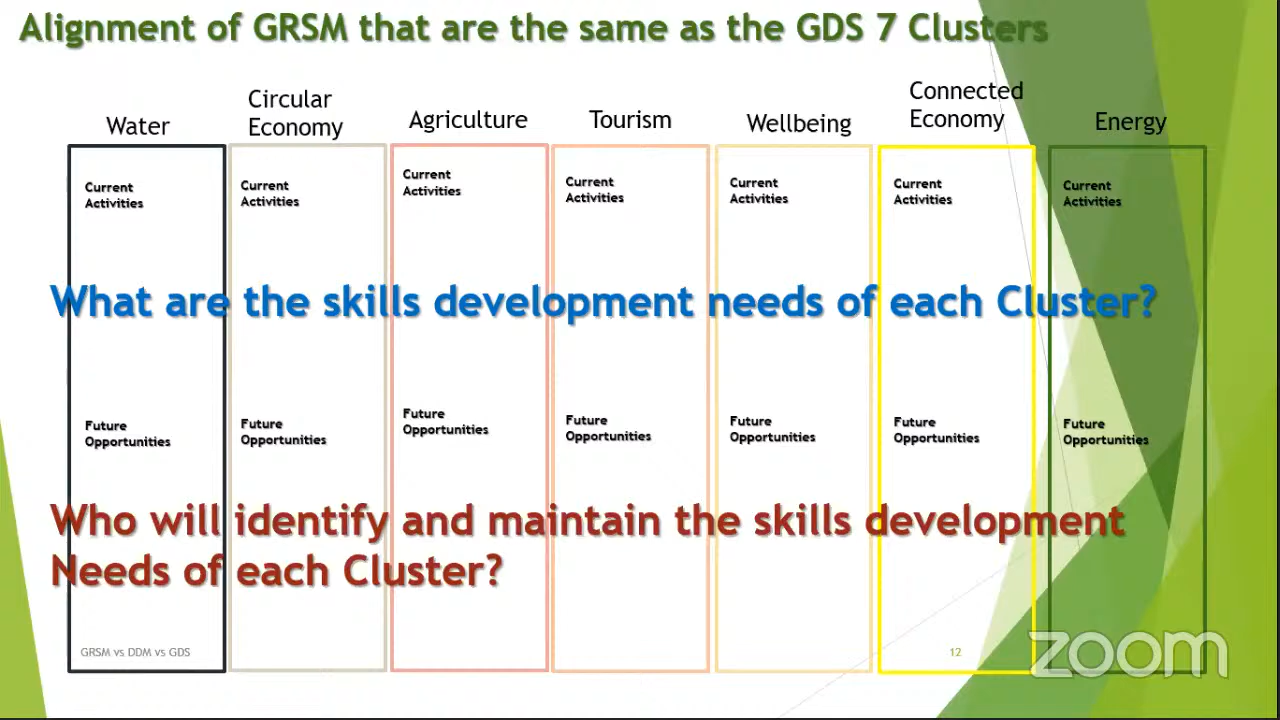 Alignment of GRSM that are the same as the GDS 7 Clusters
Water
Circular
Economy
Agriculture
Tourism
Wellbeing
Connected
Economy
Energy
Current
Activities
Current
Activities
Current
Activities
Current
Activities
Current
Activities
Current
Activities
Current
Activities
What are the skills development needs of each Cluster?
Future
Opportunities
Future
Opportunities
Future
Opportunities
Future
Opportunities
Future
Opportunities
Future
Opportunities
Future
Opportunities
Who will identify and maintain the skills development
Needs of each Cluster?
GRSM vs DDM vs GDS
12
zoom